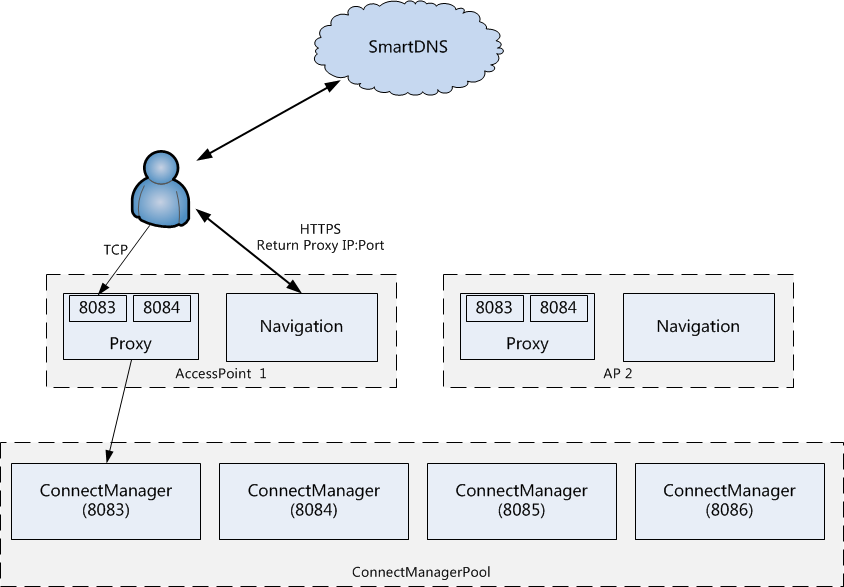 SmartDNS
HTTPS
Return Proxy IP:Port
TCP
8083
8084
Proxy
Navigation
AccessPoint 1
8083
8084
Proxy
Navigation
AP 2
ConnectManager
(8083)
ConnectManager
(8084)
ConnectManager
(8085)
ConnectManager
(8086)
ConnectManagerPool